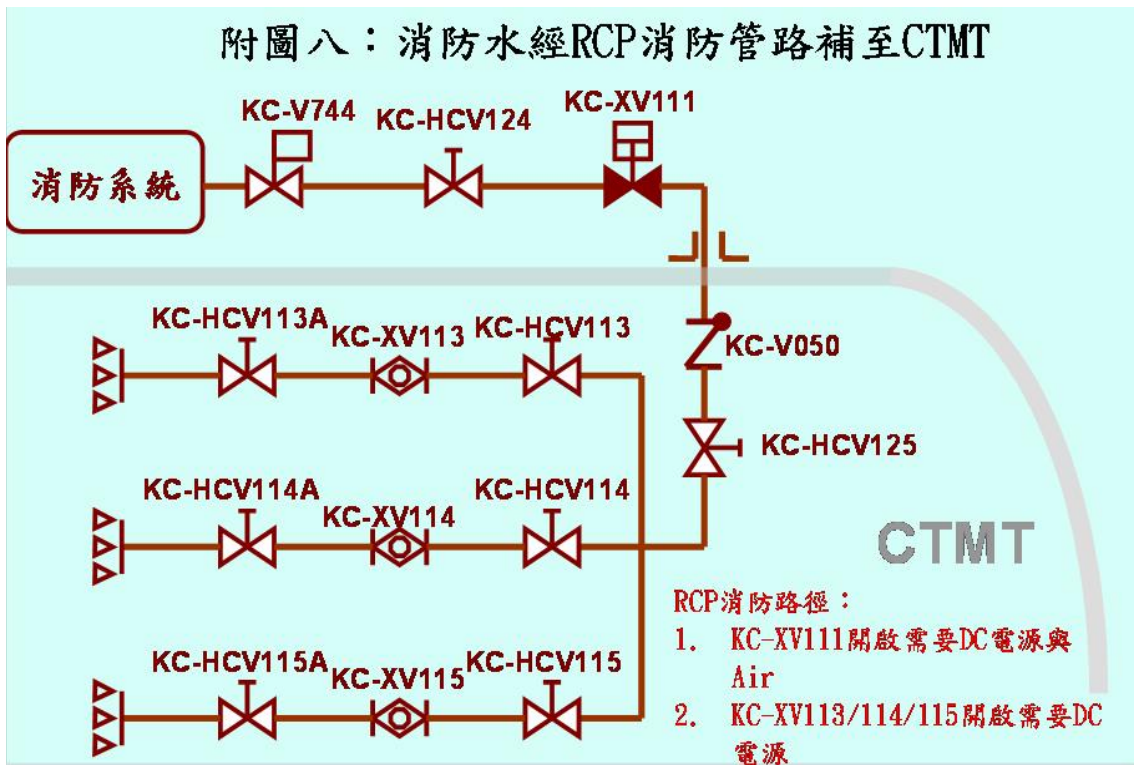 附圖八：消防水經RCP消防管路補至CTMT
KC-V744
KC-HCV124
KC-XV111
消防系統
KC-HCV113A
KC-XV113
KC-HCV113
KC-V050
KC-HCV125
KC-HCV114A
KC-XV114
KC-HCV114
CTMT
RCP消防路徑：
1. KC-XV111開啟需要DC電源與
Air
2. KC-XV113/114/115開啟需要DC
電源
KC-HCV115A
KC-XV115
KC-HCV115